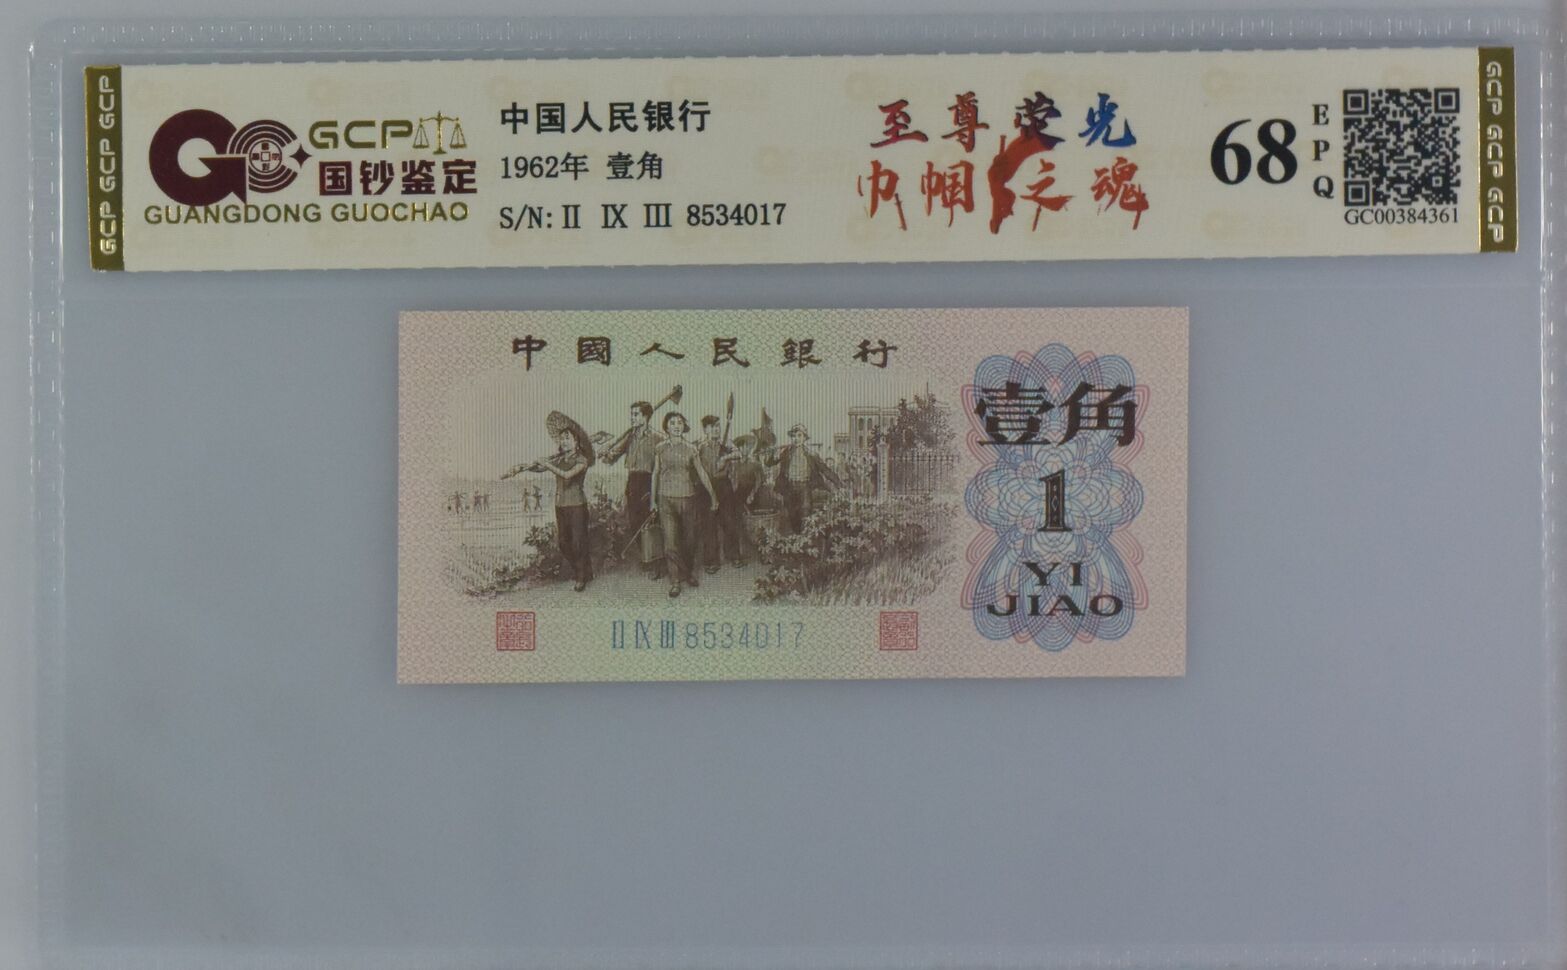 GCP GCP GCP
GCP
国钞鉴定
GUANGDONG GUOCHAO
中国人民银行
1962年 壹角
S/N: II IX III 8534017
至尊荧光
巾帼之魂
68
EPQ
GC00384361
GCP GCP GCP
中國人民銀行
壹角
1
YI
JIAO
II IX III 8534017